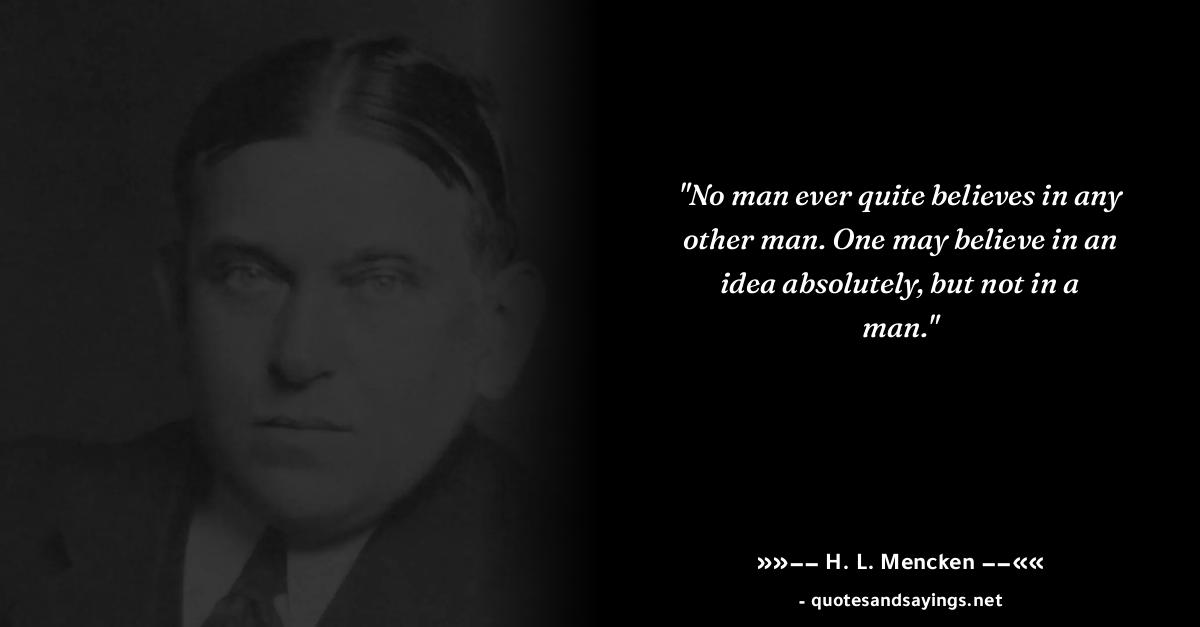 "No man ever quite believes in any
other man. One may believe in an
idea absolutely, but not in a
man."
»»–– H. L. Mencken ––««
- quotesandsayings.net